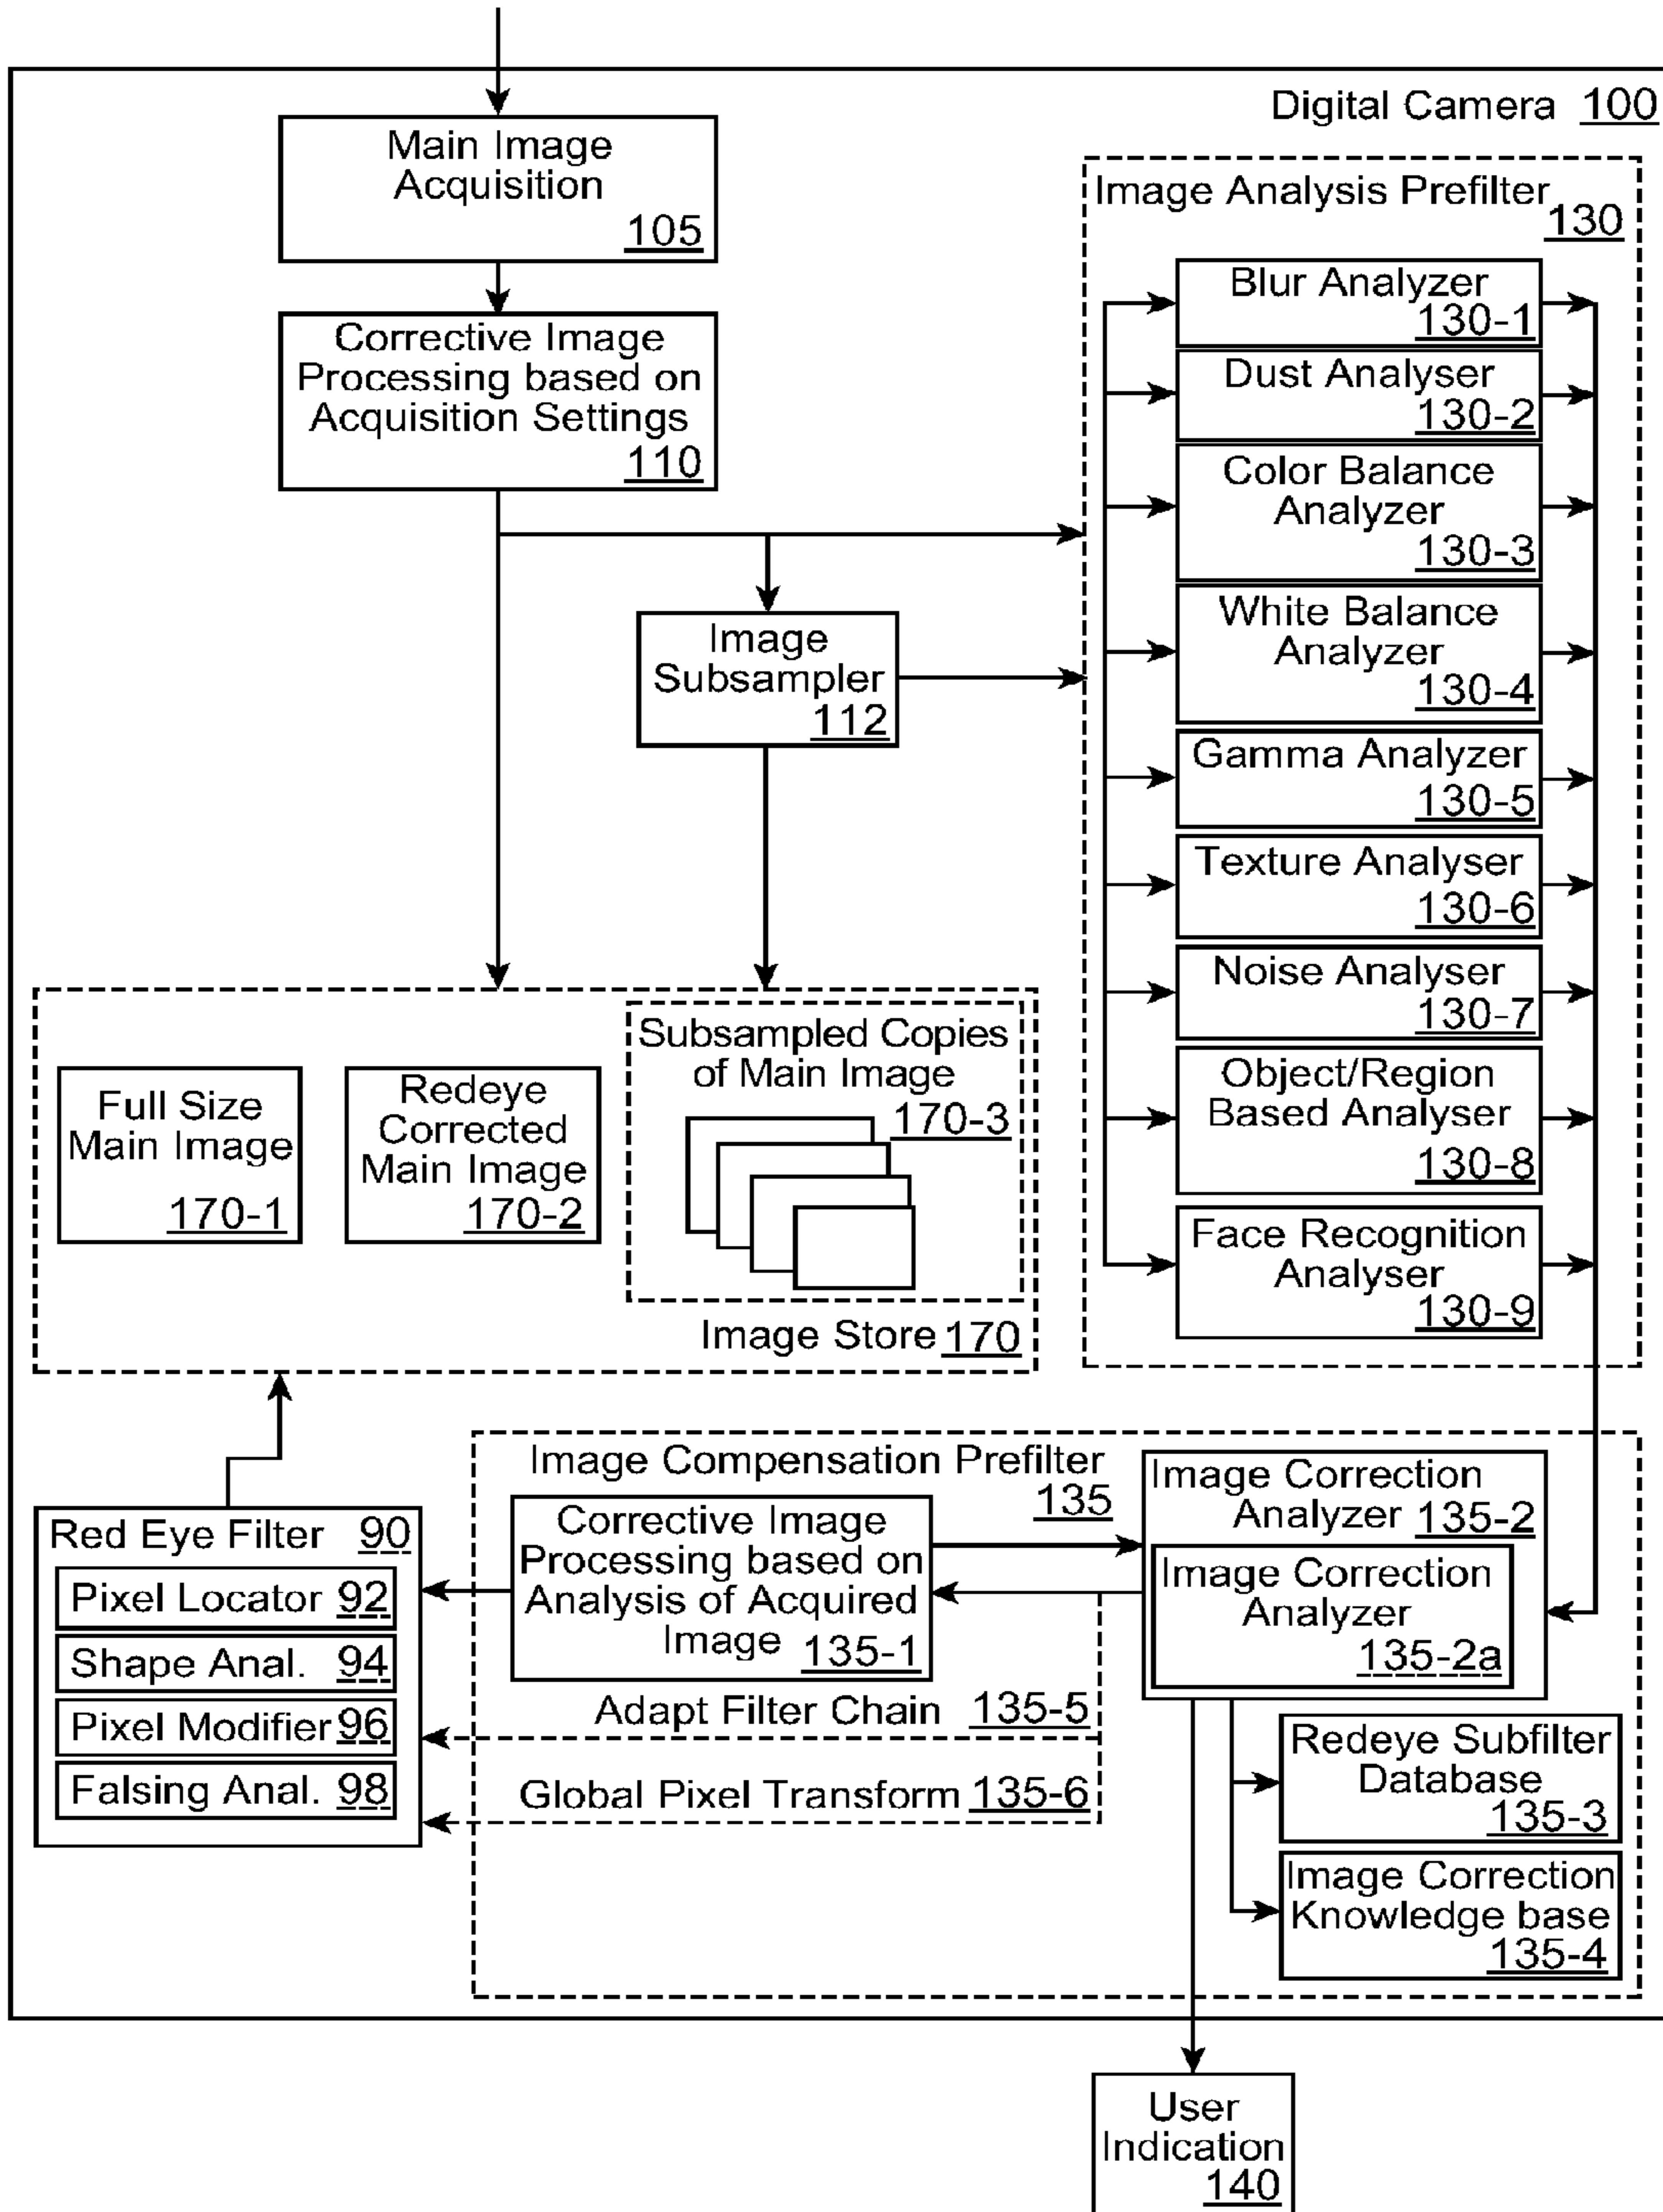 Digital Camera 100
Main Image
Acquisition
105
Corrective Image
Processing based on
Acquisition Settings
110
Image
Subsampler
112
Image Analysis Prefilter
130
Blur Analyzer
130-1
Dust Analyser
130-2
Color Balance
Analyzer
130-3
White Balance
Analyzer
130-4
Gamma Analyzer
130-5
Texture Analyser
130-6
Noise Analyser
130-7
Object/Region
Based Analyser
130-8
Face Recognition
Analyser
130-9
Full Size
Main Image
170-1
Redeye
Corrected
Main Image
170-2
Subsampled Copies
of Main Image
170-3
Image Store 170
Red Eye Filter 90
Pixel Locator 92
Shape Anal. 94
Pixel Modifier 96
Falsing Anal. 98
Image Compensation Prefilter
135
Corrective Image
Processing based on
Analysis of Acquired
Image 135-1
Adapt Filter Chain 135-5
Global Pixel Transform 135-6
Image Correction
Analyzer 135-2
Image Correction
Analyzer
135-2a
Redeye Subfilter
Database
135-3
Image Correction
Knowledge base
135-4
User
Indication
140